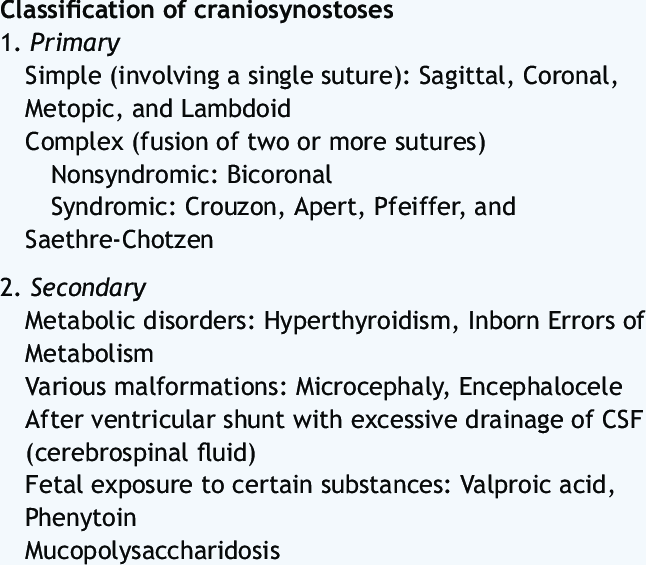 Classification of craniosynostoses
1. Primary
Simple (involving a single suture): Sagittal, Coronal,
Metopic, and Lambdoid
Complex (fusion of two or more sutures)
Nonsyndromic: Bicoronal
Syndromic: Crouzon, Apert, Pfeiffer, and
Saethre-Chotzen
2. Secondary
Metabolic disorders: Hyperthyroidism, Inborn Errors of
Metabolism
Various malformations: Microcephaly, Encephalocele
After ventricular shunt with excessive drainage of CSF
(cerebrospinal fluid)
Fetal exposure to certain substances: Valproic acid,
Phenytoin
Mucopolysaccharidosis